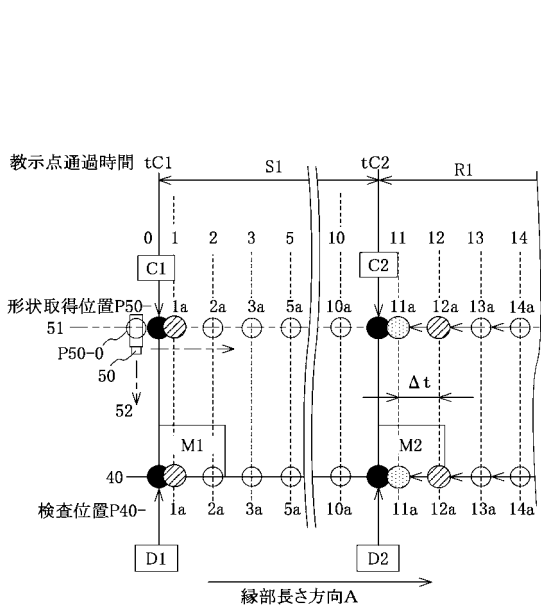 教示点通過時間 tC1 S1 tC2 R1
0 1 2 3 5 10 11 12 13 14
C1 C2
形状取得位置P50- 1a 2a 3a 5a 10a 11a 12a 13a 14a
51
P50-0
50
Δt
52
M1 M2
40
検査位置P40- 1a 2a 3a 5a 10a 11a 12a 13a 14a
D1 D2
縁部長さ方向A